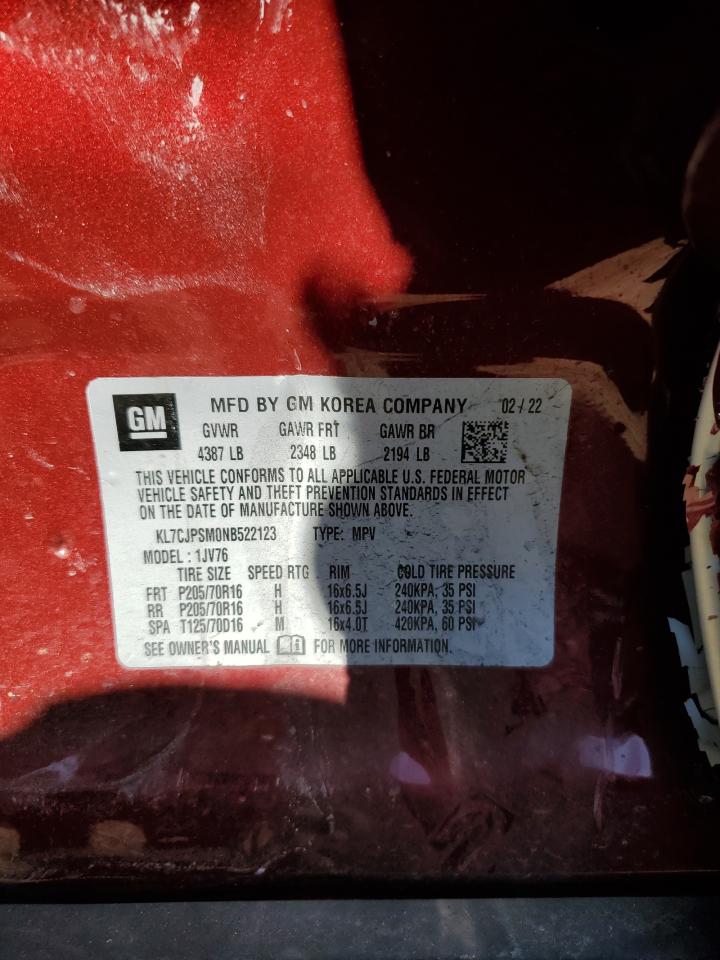 GM MFD BY GM KOREA COMPANY 02 / 22
GVWR GAWR FRT GAWR RR
4387 LB 2348 LB 2194 LB
THIS VEHICLE CONFORMS TO ALL APPLICABLE U.S. FEDERAL MOTOR
VEHICLE SAFETY AND THEFT PREVENTION STANDARDS IN EFFECT
ON THE DATE OF MANUFACTURE SHOWN ABOVE.
KL7CJPSM0NB522123 TYPE: MPV
MODEL : 1JV76
TIRE SIZE SPEED RTG RIM COLD TIRE PRESSURE
FRT P205/70R16 H 16x6.5J 240KPA, 35 PSI
RR P205/70R16 H 16x6.5J 240KPA, 35 PSI
SPA T125/70D16 M 16x4.0T 420KPA, 60 PSI
SEE OWNER'S MANUAL FOR MORE INFORMATION.